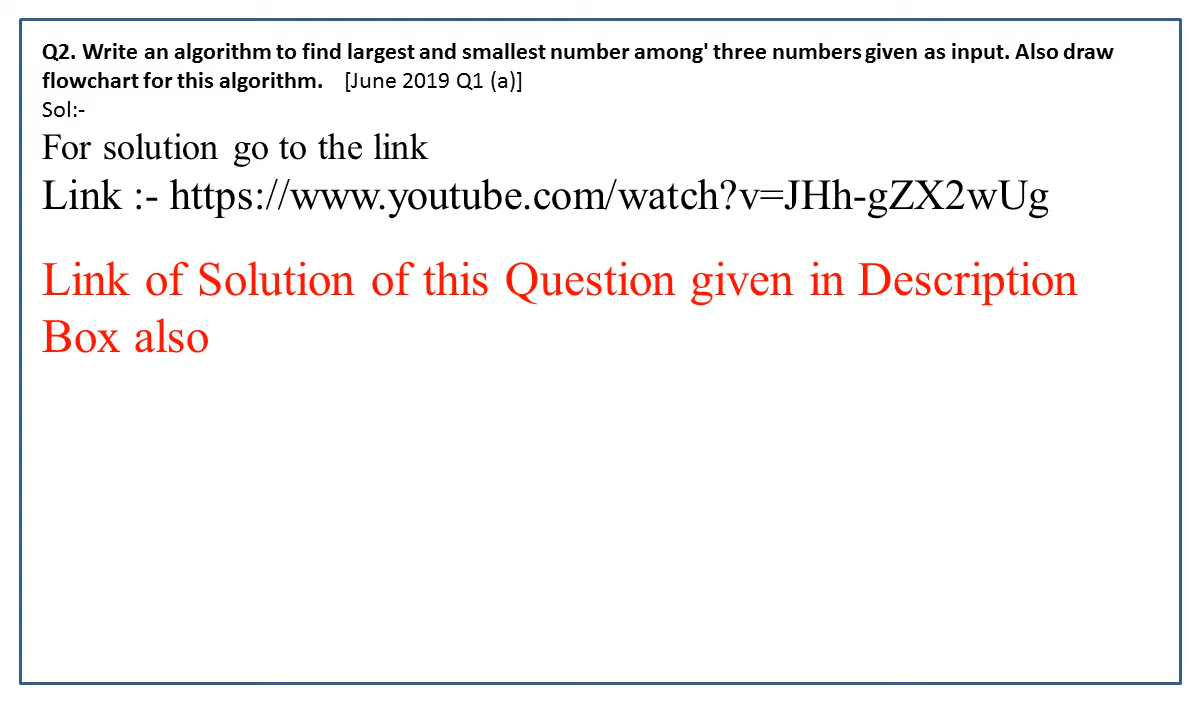 Q2. Write an algorithm to find largest and smallest number among' three numbers given as input. Also draw
flowchart for this algorithm. [June 2019 Q1 (a)]
Sol:-
For solution go to the link
Link :- https://www.youtube.com/watch?v=JHh-gZX2wUg
Link of Solution of this Question given in Description
Box also